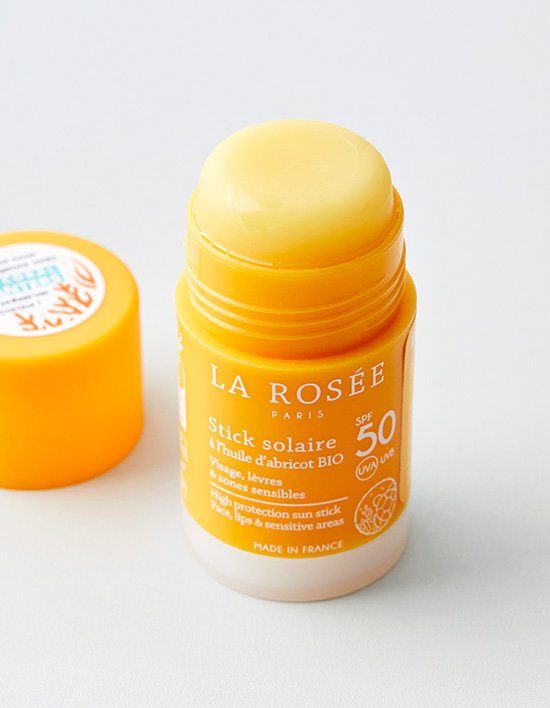 LA ROSÉE
PARIS
Stick solaire
à l'huile d'abricot BIO
Visage, lèvres
& zones sensibles
High protection sun stick
Face, lips & sensitive areas
SPF
50
UVA UVB
MADE IN FRANCE